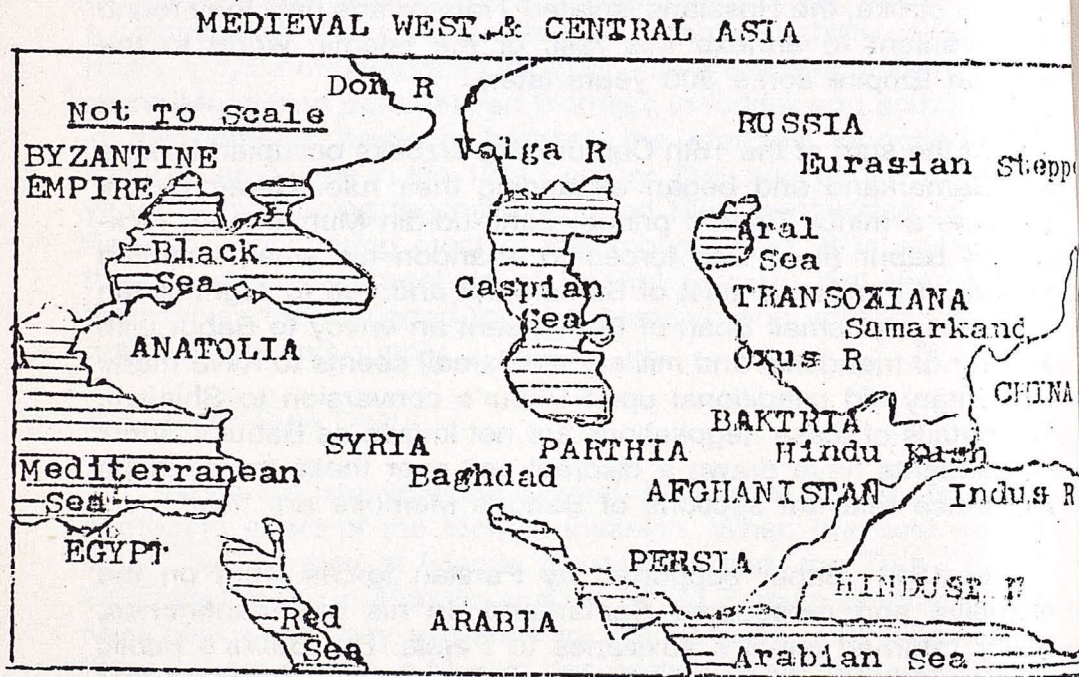 MEDIEVAL WEST & CENTRAL ASIA
Don R
Not To Scale
RUSSIA
BYZANTINE
EMPIRE
Volga R
Eurasian Steppe
Black
Sea
Aral
Sea
Caspian
Sea
TRANSOXIANA
Samarkand
ANATOLIA
Oxus R
CHINA
BAKTRIA
SYRIA
PARTHIA
Hindu Kush
Mediterranean
Sea
Baghdad
AFGHANISTAN
Indus R
EGYPT
PERSIA
Red
Sea
ARABIA
Arabian Sea